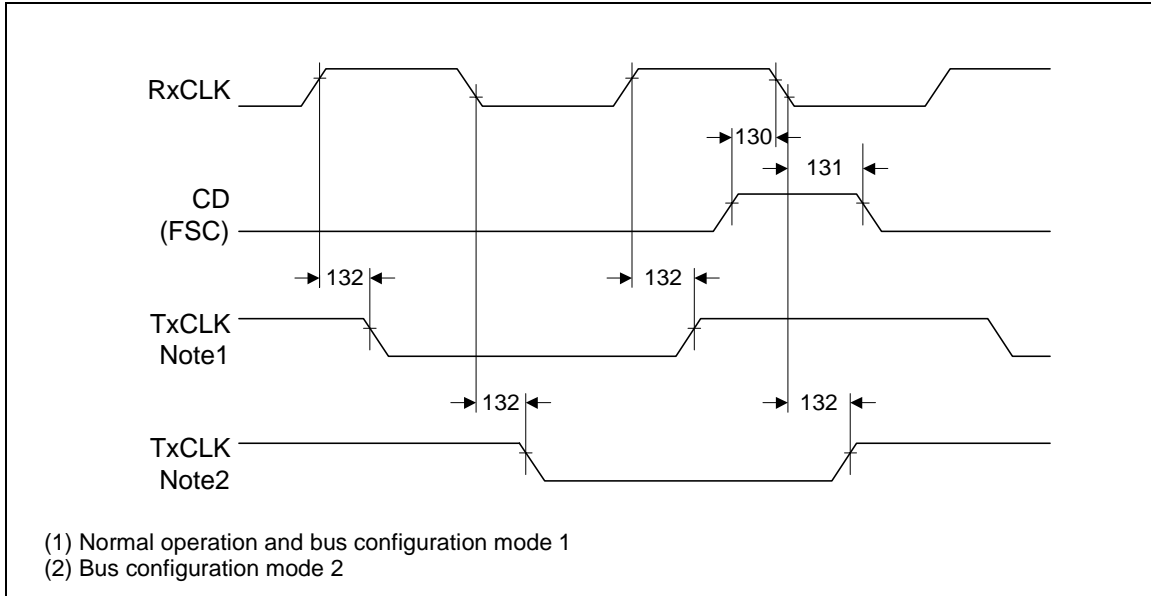 RxCLK
130
131
CD
(FSC)
132
132
TxCLK
Note1
132
132
TxCLK
Note2
(1) Normal operation and bus configuration mode 1
(2) Bus configuration mode 2